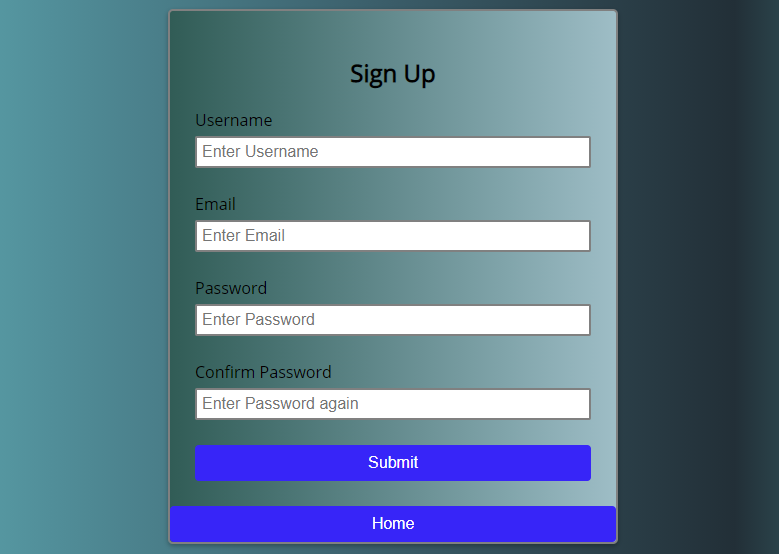 Sign Up
Username
Enter Username
Email
Enter Email
Password
Enter Password
Confirm Password
Enter Password again
Submit
Home